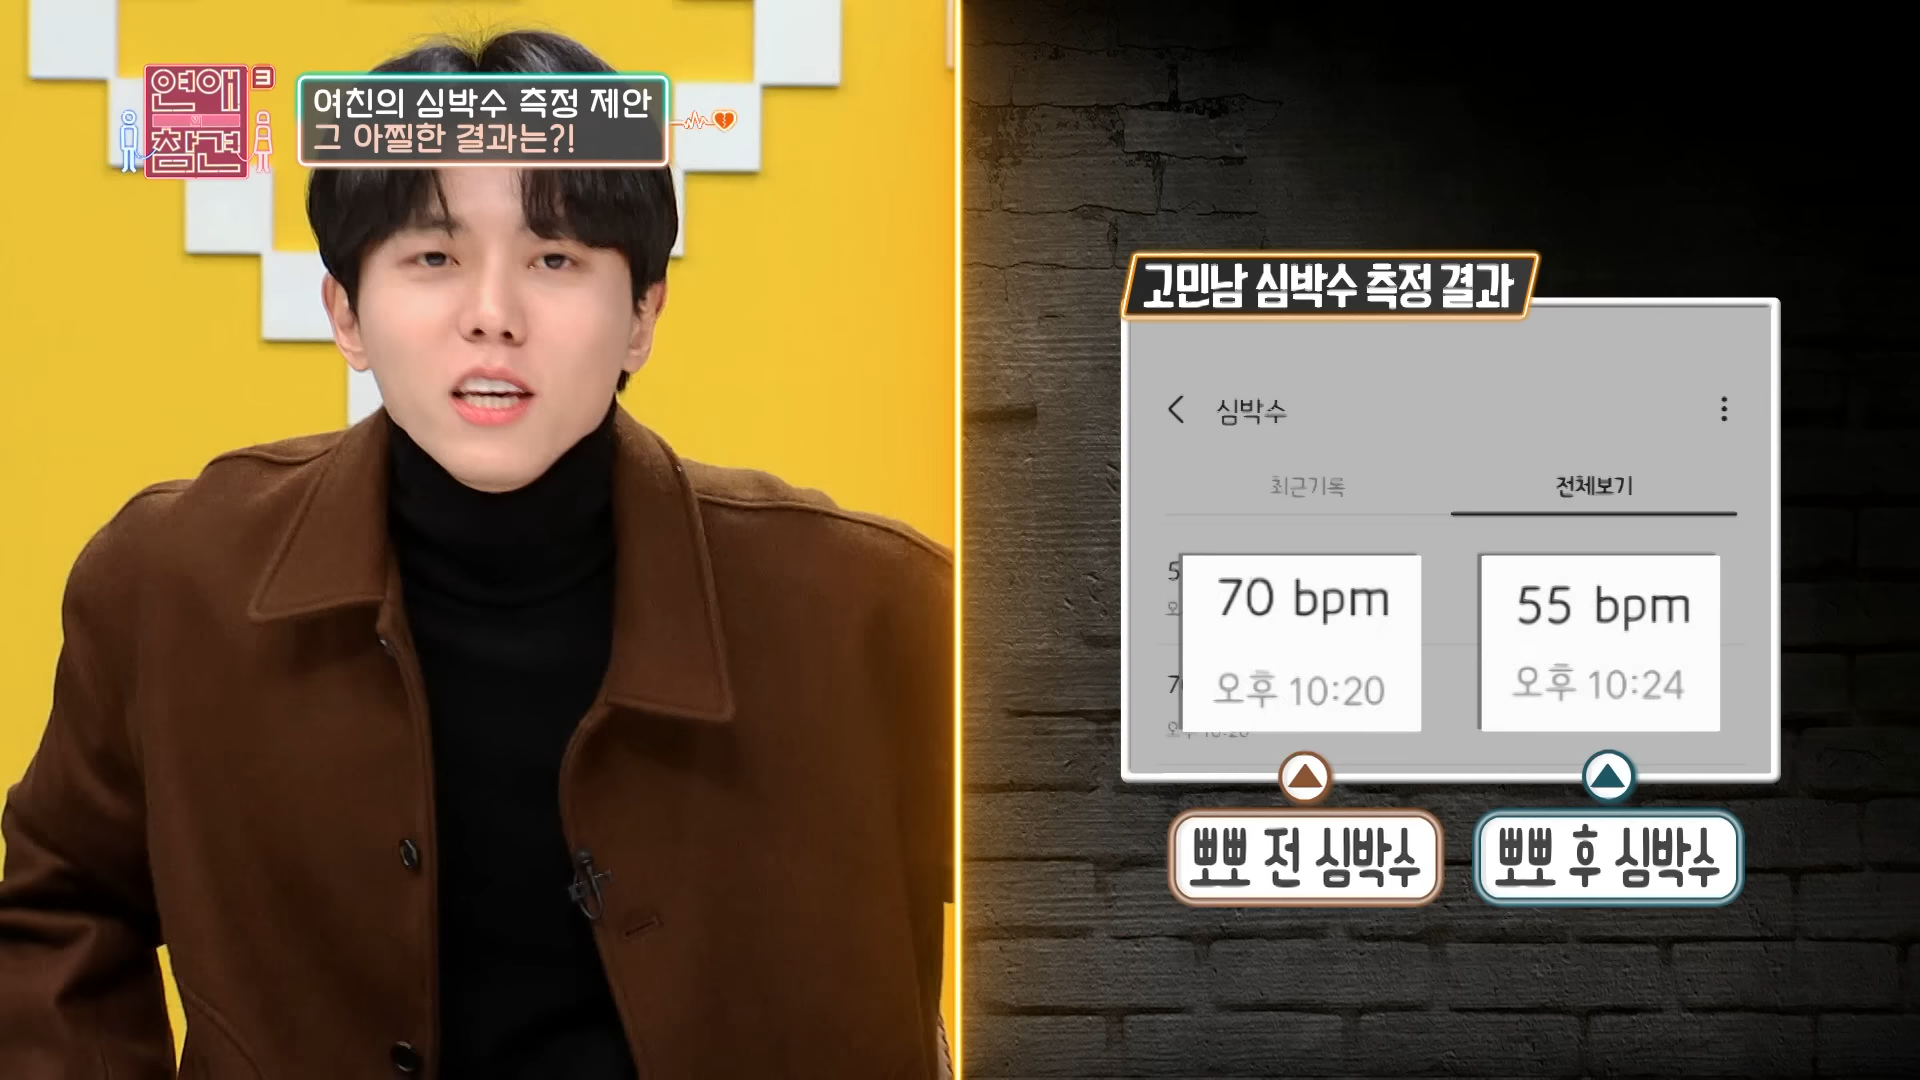 연애
의
참견
3
여친의 심박수 측정 제안
그 아찔한 결과는?!
고민남 심박수 측정 결과
심박수
최근기록
전체보기
70 bpm
오후 10:20
55 bpm
오후 10:24
뽀뽀 전 심박수
뽀뽀 후 심박수